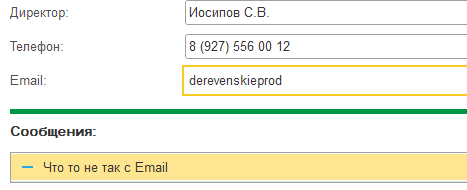 Директор: Иосипов С.В.
Телефон: 8 (927) 556 00 12
Email: derevenskieprod
Сообщения:
Что то не так с Email